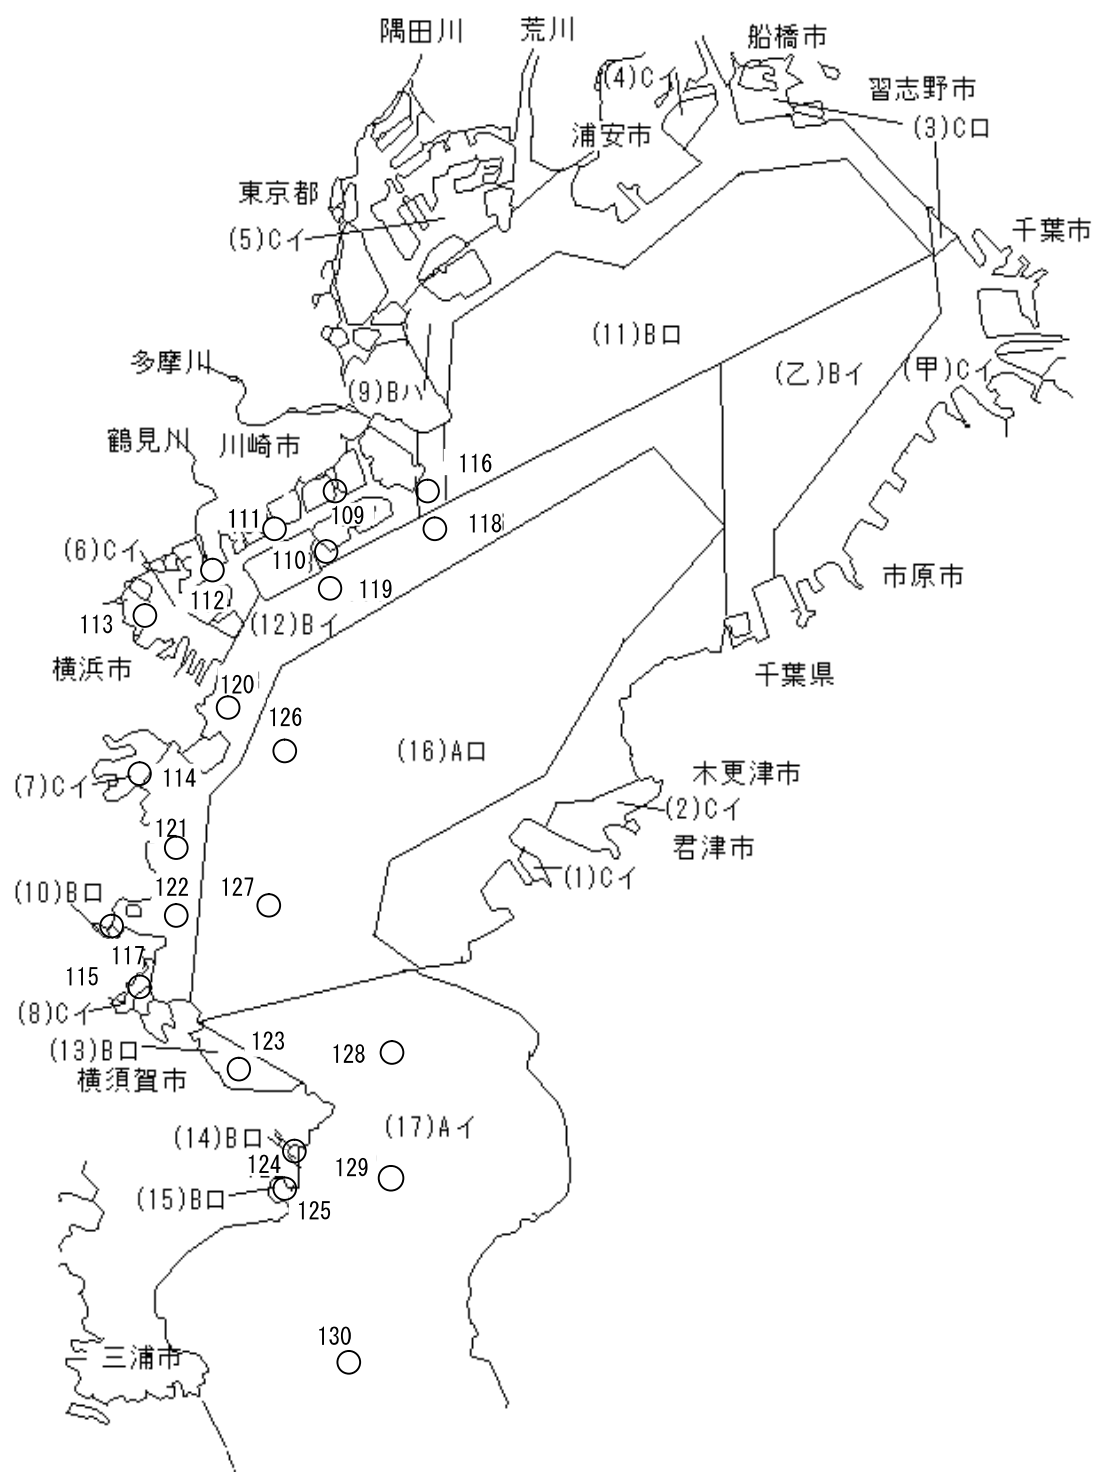 隅田川
荒川
船橋市
(4)Cイ
習志野市
浦安市
(3)Cロ
東京都
千葉市
(5)Cイ
(11)Bロ
多摩川
(乙)Bイ
(甲)Cイ
(9)Bハ
鶴見川
川崎市
116
109
111
118
(6)Cイ
110
市原市
112
119
113
(12)Bイ
横浜市
千葉県
120
126
(16)Aロ
木更津市
114
(7)Cイ
(2)Cイ
121
君津市
(1)Cイ
(10)Bロ
122
127
117
115
(8)Cイ
123
(13)Bロ
128
横須賀市
(17)Aイ
(14)Bロ
124
129
(15)Bロ
125
130
三浦市